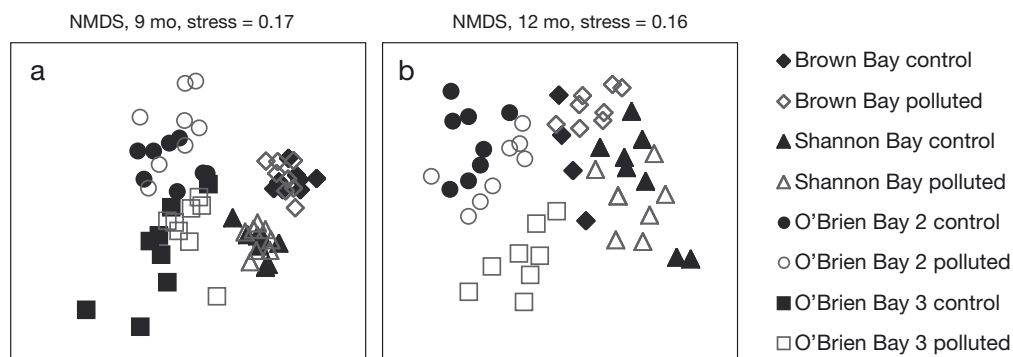 NMDS, 9 mo, stress = 0.17
NMDS, 12 mo, stress = 0.16
a
b
Brown Bay control
Brown Bay polluted
Shannon Bay control
Shannon Bay polluted
O’Brien Bay 2 control
O’Brien Bay 2 polluted
O’Brien Bay 3 control
O’Brien Bay 3 polluted